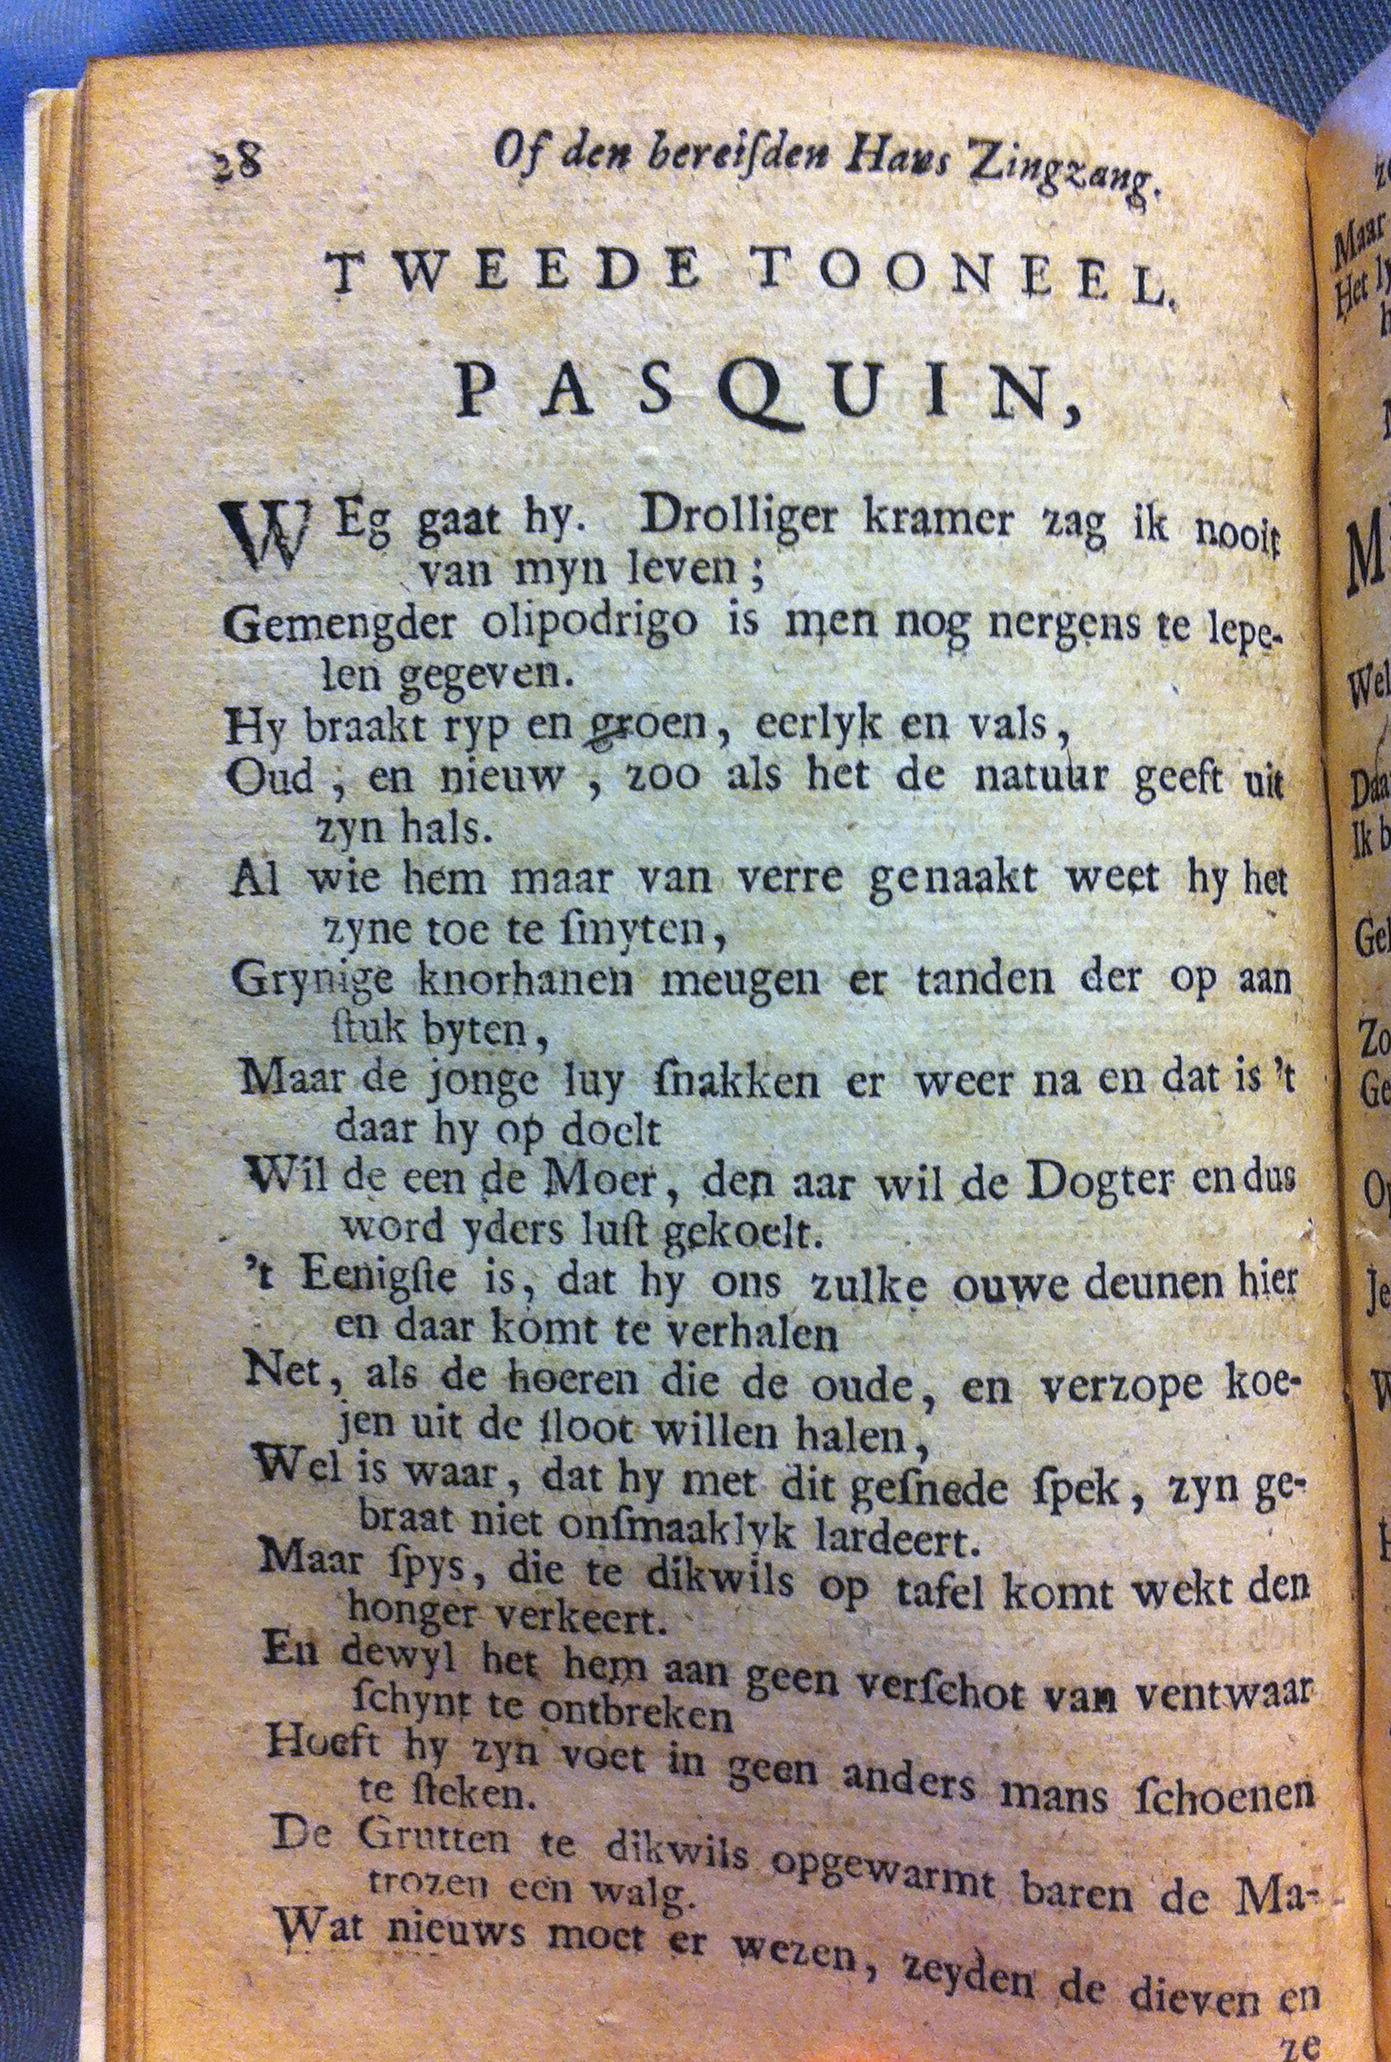 28 Of den bereiſden Haus Zingzang.
TWEEDE TOONEEL.
PASQUIN,
WEg gaat hy. Drolliger kramer zag ik nooit
van myn leven;
Gemengder olipodrigo is men nog nergens te lepe-
len gegeven.
Hy braakt ryp en groen, eerlyk en vals,
Oud, en nieuw, zoo als het de natuur geeft uit
zyn hals.
Al wie hem maar van verre genaakt weet hy het
zyne toe te ſmyten,
Grynige knorhanen meugen er tanden der op aan
ſtuk byten,
Maar de jonge luy ſnakken er weer na en dat is 't
daar hy op doelt
Wil de een de Moer, den aar wil de Dogter en dus
word yders luſt gekoelt.
't Eenigſte is, dat hy ons zulke ouwe deunen hier
en daar komt te verhalen
Net, als de hoeren die de oude, en verzope koe-
jen uit de ſloot willen halen,
Wel is waar, dat hy met dit geſnede ſpek, zyn ge-
braat niet onſmaaklyk lardeert.
Maar ſpys, die te dikwils op tafel komt wekt den
honger verkeert.
En dewyl het hem aan geen verſchot van ventwaar
ſchynt te ontbreken
Hoeft hy zyn voet in geen anders mans ſchoenen
te ſteken.
De Grutten te dikwils opgewarmt baren de Ma-
trozen een walg.
Wat nieuws moet er wezen, zeyden de dieven en
ze
Maar
Het